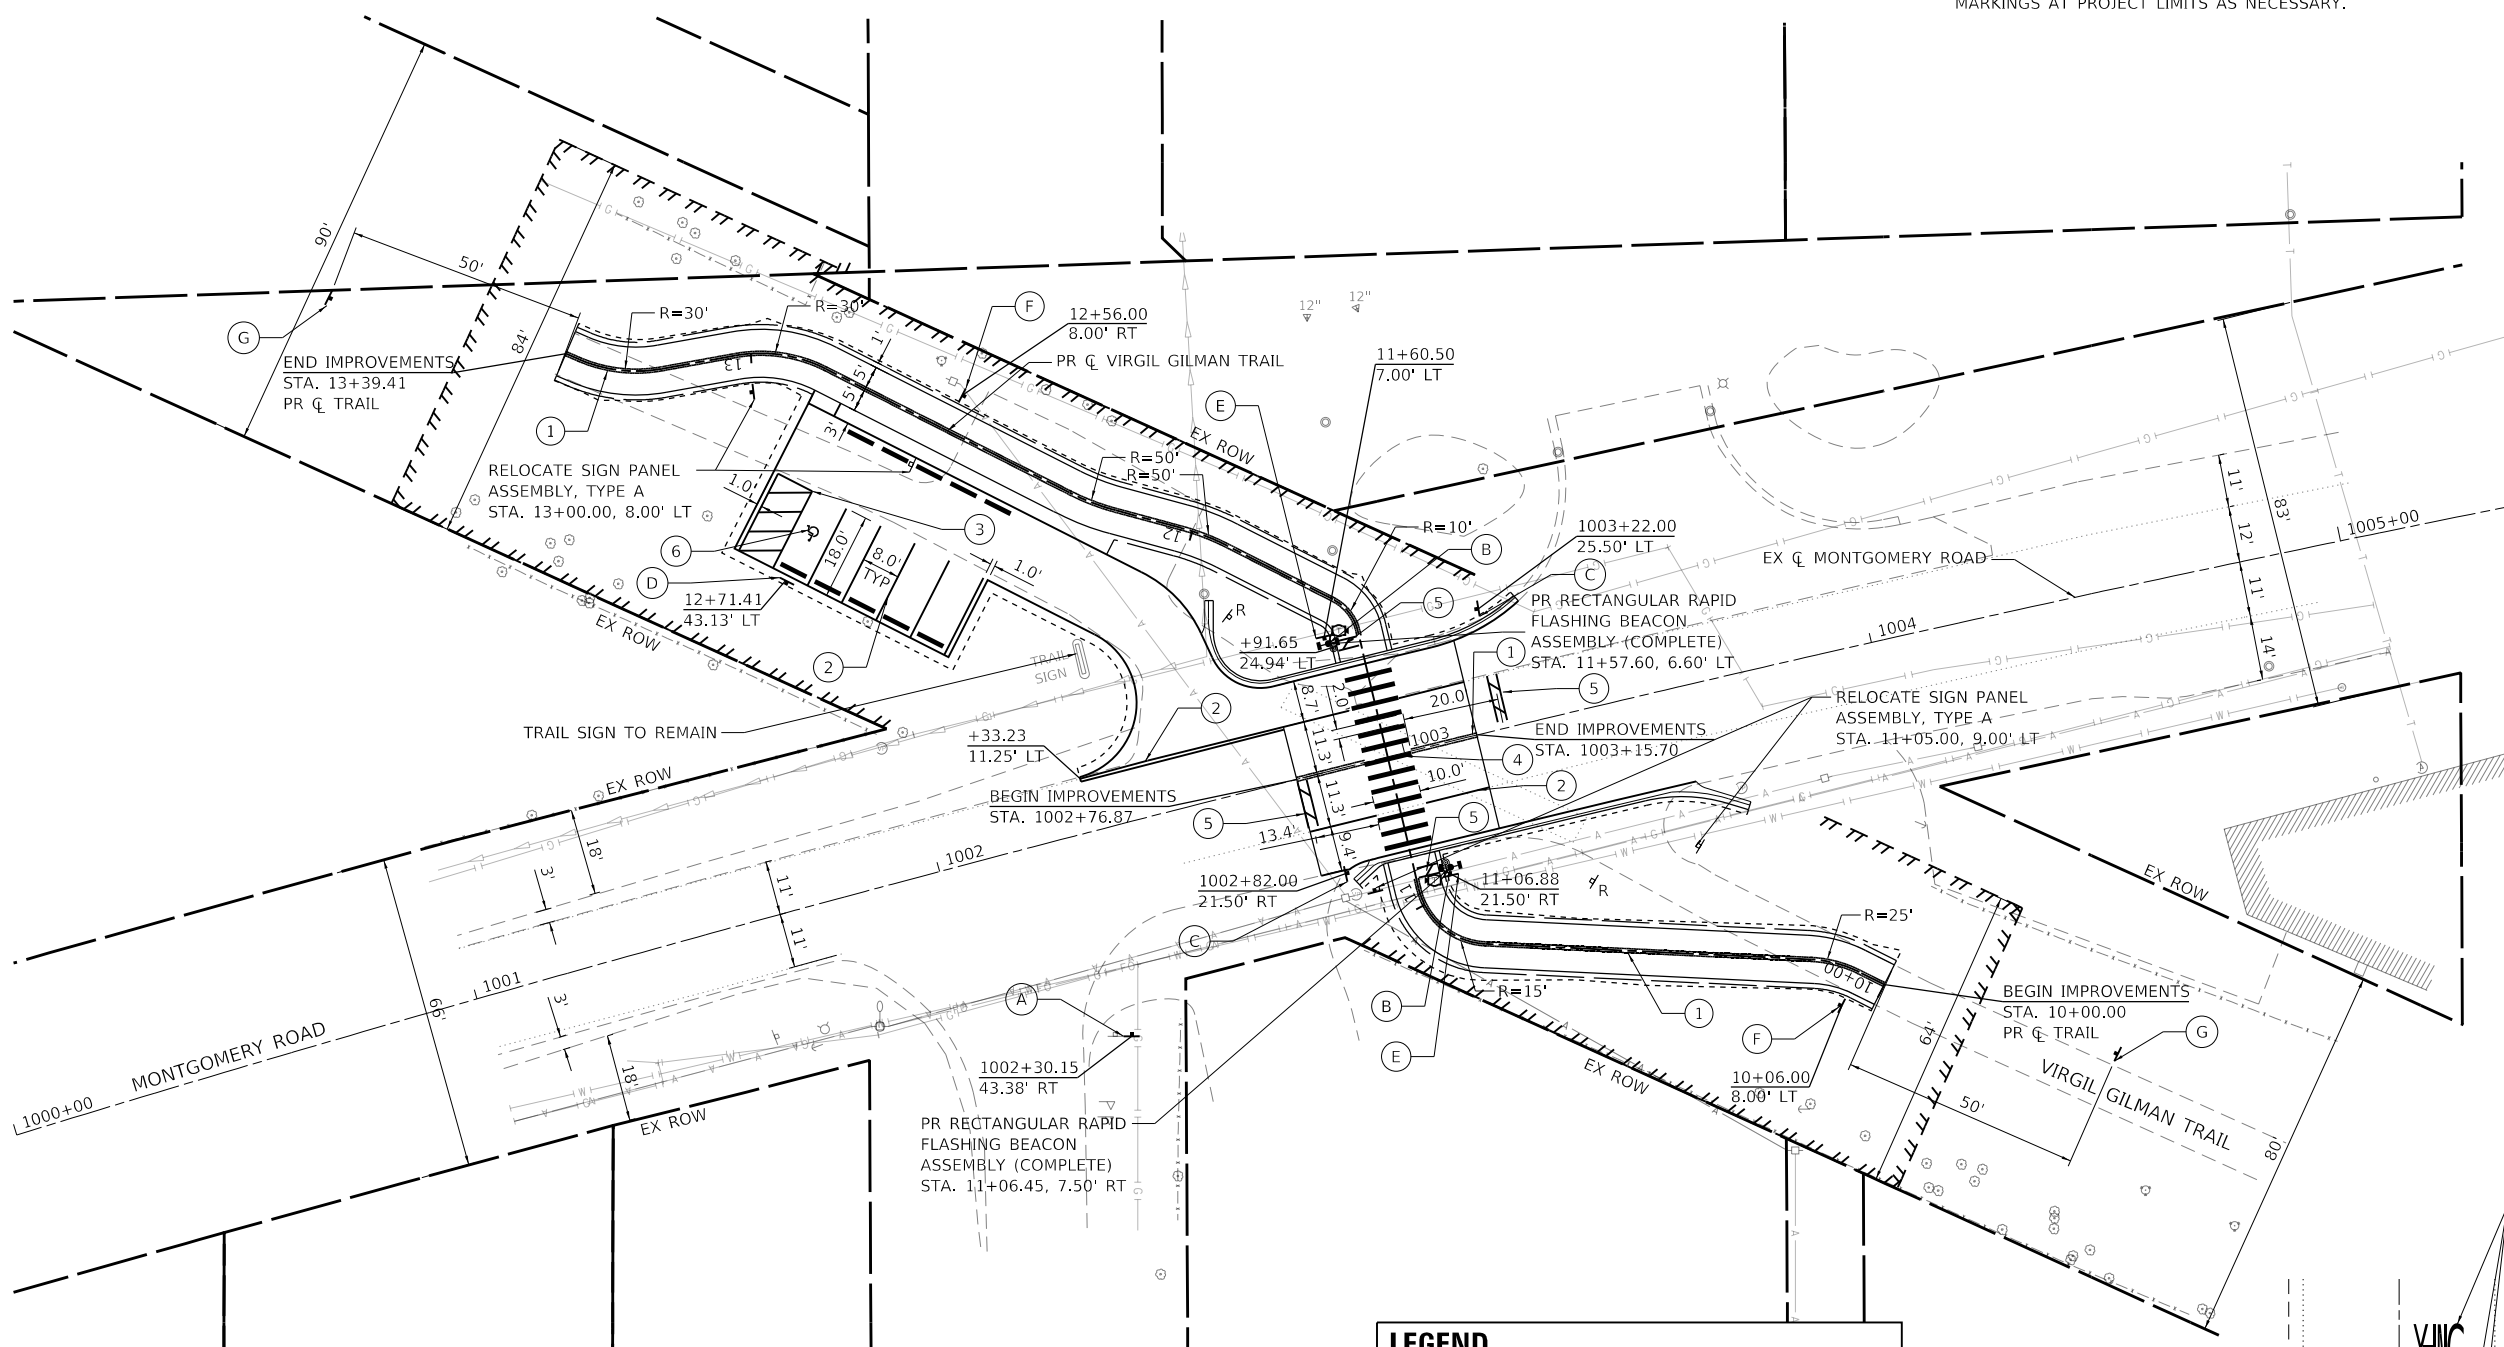 MARKINGS AT PROJECT LIMITS AS NECESSARY.
90'
50'
G
END IMPROVEMENTS
STA. 13+39.41
PR ℄ TRAIL
84'
R=30'
R=30'
13
1'
5'
5'
3'
F
12+56.00
8.00' RT
PR ℄ VIRGIL GILMAN TRAIL
12"
12"
11+60.50
7.00' LT
E
EX ROW
1
RELOCATE SIGN PANEL
ASSEMBLY, TYPE A
STA. 13+00.00, 8.00' LT
1.0'
3
6
18.0'
8.0'
TYP
1.0'
D
12+71.41
43.13' LT
EX ROW
2
R=50'
R=50'
12
R=10'
B
1003+22.00
25.50' LT
C
5
R
PR RECTANGULAR RAPID
FLASHING BEACON
ASSEMBLY (COMPLETE)
STA. 11+57.60, 6.60' LT
+91.65
24.94' LT
1
5
EX ℄ MONTGOMERY ROAD
1005+00
1004
11'
12'
11'
14'
83'
TRAIL
SIGN
TRAIL SIGN TO REMAIN
2
+33.23
11.25' LT
8.7'
2.0'
20.0'
11.3'
1003
END IMPROVEMENTS
STA. 1003+15.70
4
RELOCATE SIGN PANEL
ASSEMBLY, TYPE A
STA. 11+05.00, 9.00' LT
EX ROW
BEGIN IMPROVEMENTS
STA. 1002+76.87
10.0'
2
11.3'
5
5
13.4'
9.4'
18'
3'
1002
11'
11'
1002+82.00
21.50' RT
11
11+06.88
21.50' RT
R
C
R=25'
EX ROW
1001
66'
3'
18'
MONTGOMERY ROAD
1000+00
EX ROW
A
1002+30.15
43.38' RT
B
R=15'
1
E
EX ROW
F
10+00
BEGIN IMPROVEMENTS
STA. 10+00.00
PR ℄ TRAIL
G
64'
10+06.00
8.00' LT
50'
VIRGIL GILMAN TRAIL
80'
PR RECTANGULAR RAPID
FLASHING BEACON
ASSEMBLY (COMPLETE)
STA. 11+06.45, 7.50' RT
LEGEND